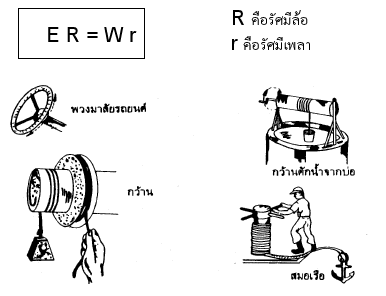 E R = W r
R คือรัศมีล้อ
r คือรัศมีเพลา
พวงมาลัยรถยนต์
กว้านตักน้ำจากบ่อ
กว้าน
สมอเรือ